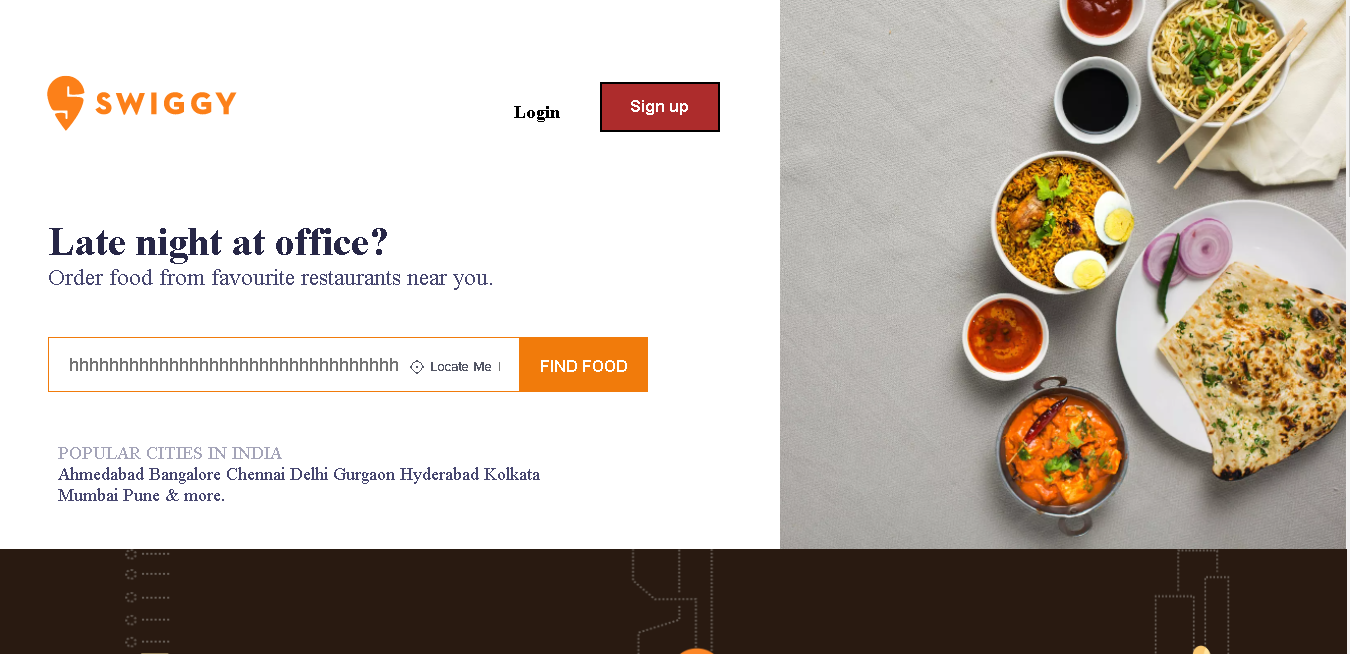 SWIGGY
Login
Sign up
Late night at office?
Order food from favourite restaurants near you.
hhhhhhhhhhhhhhhhhhhhhhhhhhhhhhhhh Locate Me
FIND FOOD
POPULAR CITIES IN INDIA
Ahmedabad Bangalore Chennai Delhi Gurgaon Hyderabad Kolkata
Mumbai Pune & more.